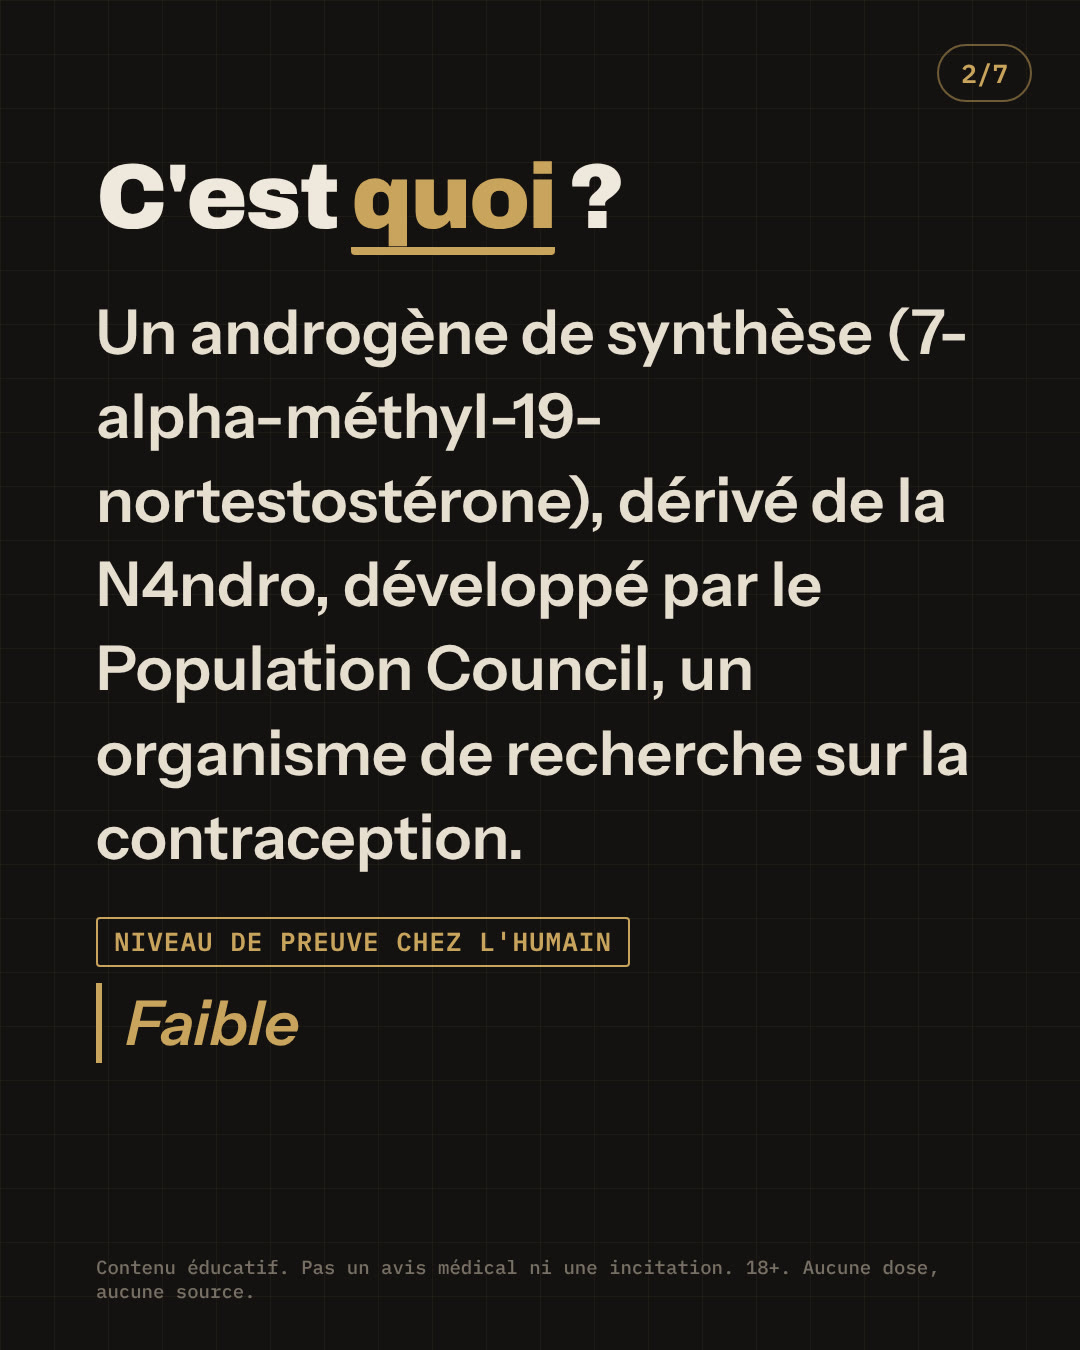 2/7
C'est quoi ?
Un androgène de synthèse (7-
alpha-méthyl-19-
nortestostérone), dérivé de la
N4ndro, développé par le
Population Council, un
organisme de recherche sur la
contraception.
NIVEAU DE PREUVE CHEZ L'HUMAIN
Faible
Contenu éducatif. Pas un avis médical ni une incitation. 18+. Aucune dose,
aucune source.